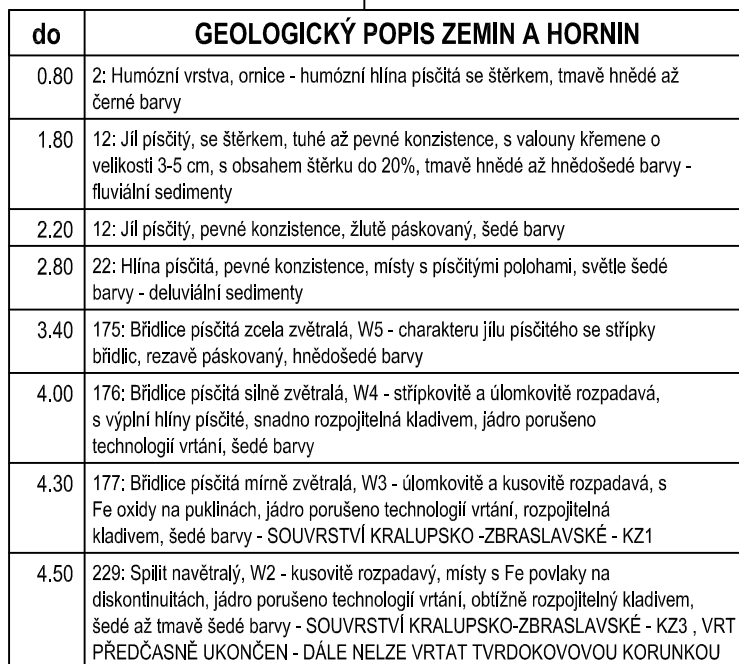 do GEOLOGICKÝ POPIS ZEMIN A HORNIN
0.80 2: Humózní vrstva, ornice - humózní hlína písčitá se štěrkem, tmavě hnědé až
černé barvy
1.80 12: Jíl písčitý, se štěrkem, tuhé až pevné konzistence, s valouny křemene o
velikosti 3-5 cm, s obsahem štěrku do 20%, tmavě hnědé až hnědošedé barvy -
fluviální sedimenty
2.20 12: Jíl písčitý, pevné konzistence, žlutě páskovaný, šedé barvy
2.80 22: Hlína písčitá, pevné konzistence, místy s písčitými polohami, světle šedé
barvy - deluviální sedimenty
3.40 175: Břidlice písčitá zcela zvětralá, W5 - charakteru jílu písčitého se střípky
břidlic, rezavě páskovaný, hnědošedé barvy
4.00 176: Břidlice písčitá silně zvětralá, W4 - střípkovitě a úlomkovitě rozpadavá,
s výplní hlíny písčité, snadno rozpojitelná kladivem, jádro porušeno
technologií vrtání, šedé barvy
4.30 177: Břidlice písčitá mírně zvětralá, W3 - úlomkovitě a kusovitě rozpadavá, s
Fe oxidy na puklinách, jádro porušeno technologií vrtání, rozpojitelná
kladivem, šedé barvy - SOUVRSTVÍ KRALUPSKO -ZBRASLAVSKÉ - KZ1
4.50 229: Spilit navětralý, W2 - kusovitě rozpadavý, místy s Fe povlaky na
diskontinuitách, jádro porušeno technologií vrtání, obtížně rozpojitelný kladivem,
šedé až tmavě šedé barvy - SOUVRSTVÍ KRALUPSKO-ZBRASLAVSKÉ - KZ3 , VRT
PŘEDČASNĚ UKONČEN - DÁLE NELZE VRTAT TVRDOKOVOVOU KORUNKOU